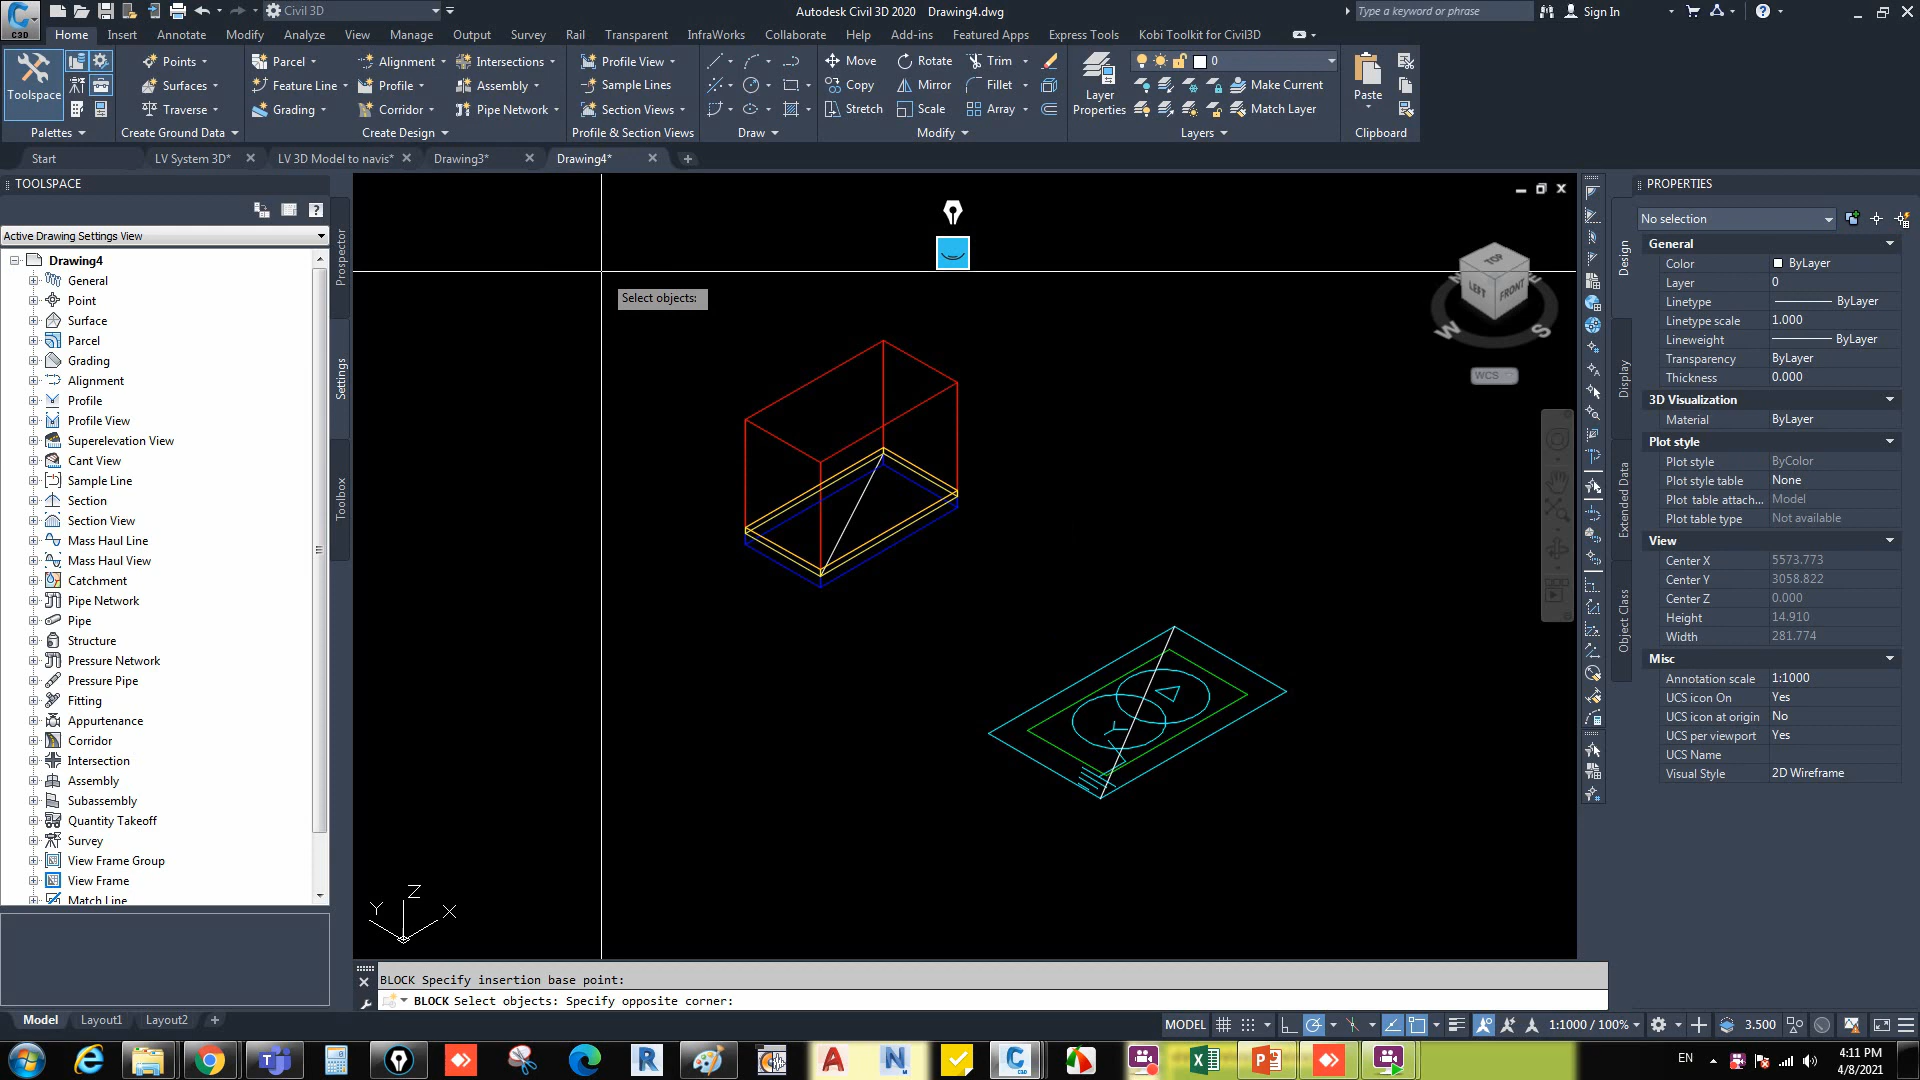 Civil 3D
Autodesk Civil 3D 2020 Drawing4.dwg
Type a keyword or phrase
Sign In
C3D
Home Insert Annotate Modify Analyze View Manage Output Survey Rail Transparent InfraWorks Collaborate Help Add-ins Featured Apps Express Tools Kobi Toolkit for Civil3D
Toolspace
Points
Surfaces
Traverse
Parcel
Feature Line
Grading
Alignment
Profile
Corridor
Intersections
Assembly
Pipe Network
Profile View
Sample Lines
Section Views
Move
Copy
Stretch
Rotate
Mirror
Scale
Trim
Fillet
Array
Layer
Properties
0
Make Current
Match Layer
Paste
Palettes
Create Ground Data
Create Design
Profile & Section Views
Draw
Modify
Layers
Clipboard
Start
LV System 3D*
LV 3D Model to navis*
Drawing3*
Drawing4*
TOOLSPACE
Active Drawing Settings View
Drawing4
General
Point
Surface
Parcel
Grading
Alignment
Profile
Profile View
Superelevation View
Cant View
Sample Line
Section
Section View
Mass Haul Line
Mass Haul View
Catchment
Pipe Network
Pipe
Structure
Pressure Network
Pressure Pipe
Fitting
Appurtenance
Corridor
Intersection
Assembly
Subassembly
Quantity Takeoff
Survey
View Frame Group
View Frame
Match Line
Prospector
Settings
Toolbox
Select objects:
TOP
LEFT
FRONT
W
S
WCS
Y
Z
Y
X
PROPERTIES
No selection
General
Color ByLayer
Layer 0
Linetype ByLayer
Linetype scale 1.000
Lineweight ByLayer
Transparency ByLayer
Thickness 0.000
3D Visualization
Material ByLayer
Plot style
Plot style ByColor
Plot style table None
Plot table attach... Model
Plot table type Not available
View
Center X 5573.773
Center Y 3058.822
Center Z 0.000
Height 14.910
Width 281.774
Misc
Annotation scale 1:1000
UCS icon On Yes
UCS icon at origin No
UCS per viewport Yes
UCS Name
Visual Style 2D Wireframe
Design
Display
Extended Data
Object Class
BLOCK Specify insertion base point:
BLOCK Select objects: Specify opposite corner:
Model Layout1 Layout2
MODEL
1:1000 / 100%
3.500
EN
4:11 PM
4/8/2021